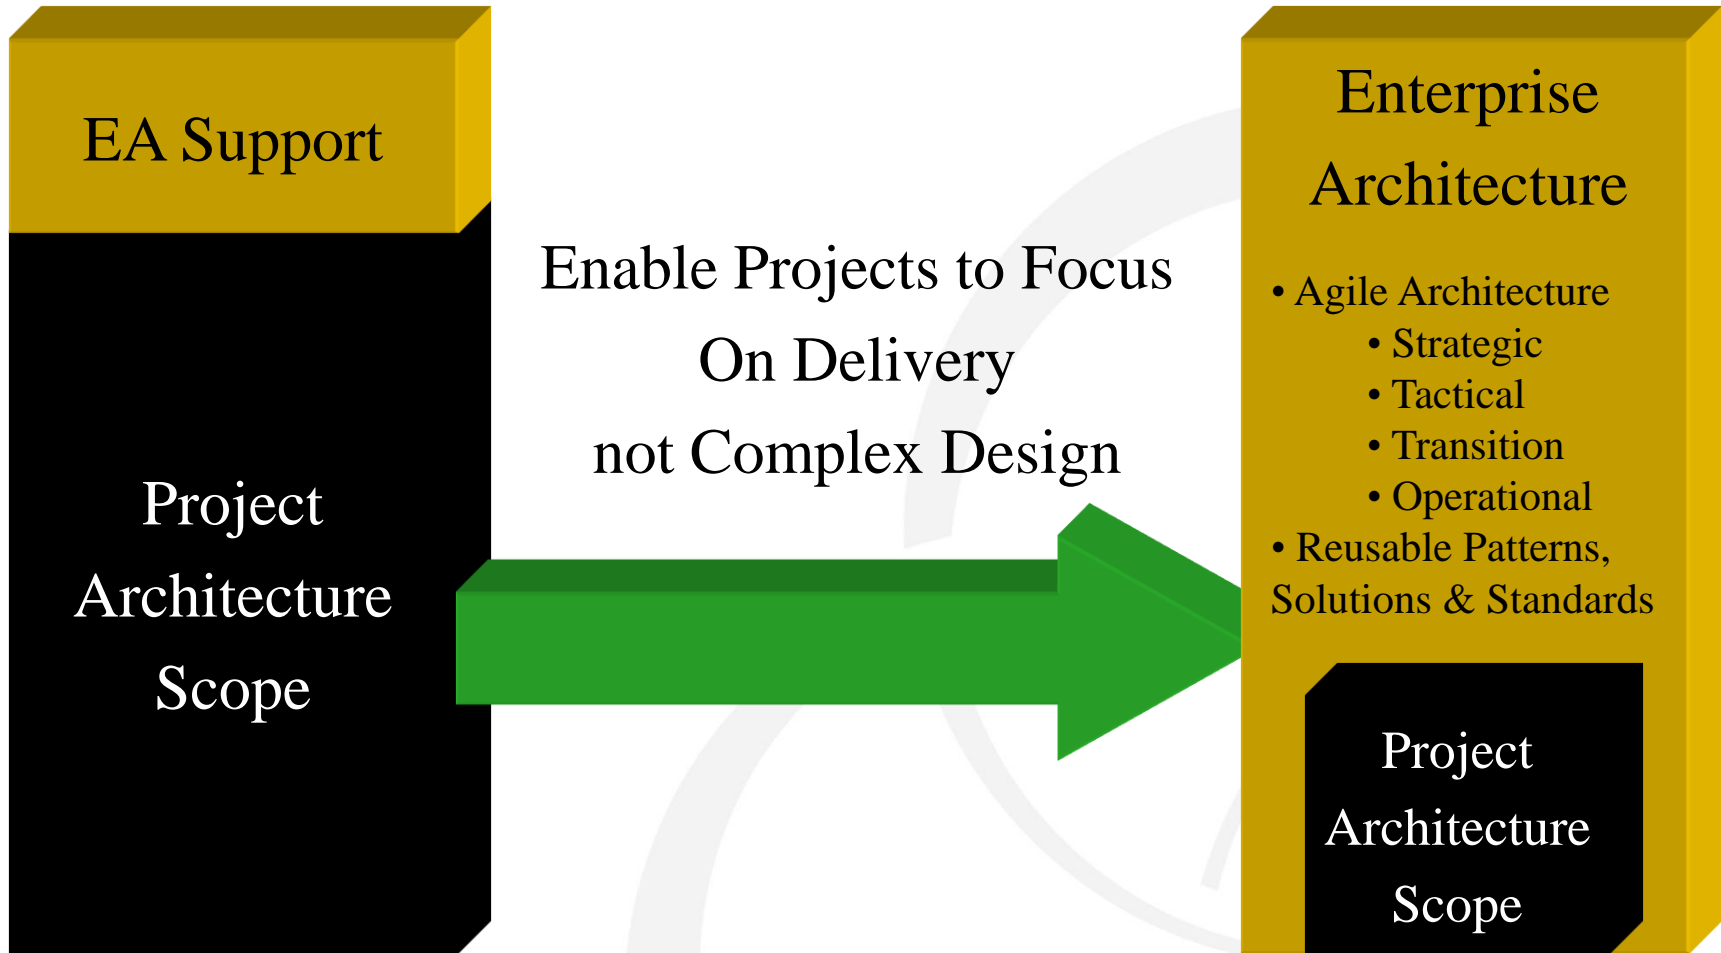 EA Support
Project
Architecture
Scope
Enable Projects to Focus
On Delivery
not Complex Design
Enterprise
Architecture
• Agile Architecture
• Strategic
• Tactical
• Transition
• Operational
• Reusable Patterns,
Solutions & Standards
Project
Architecture
Scope